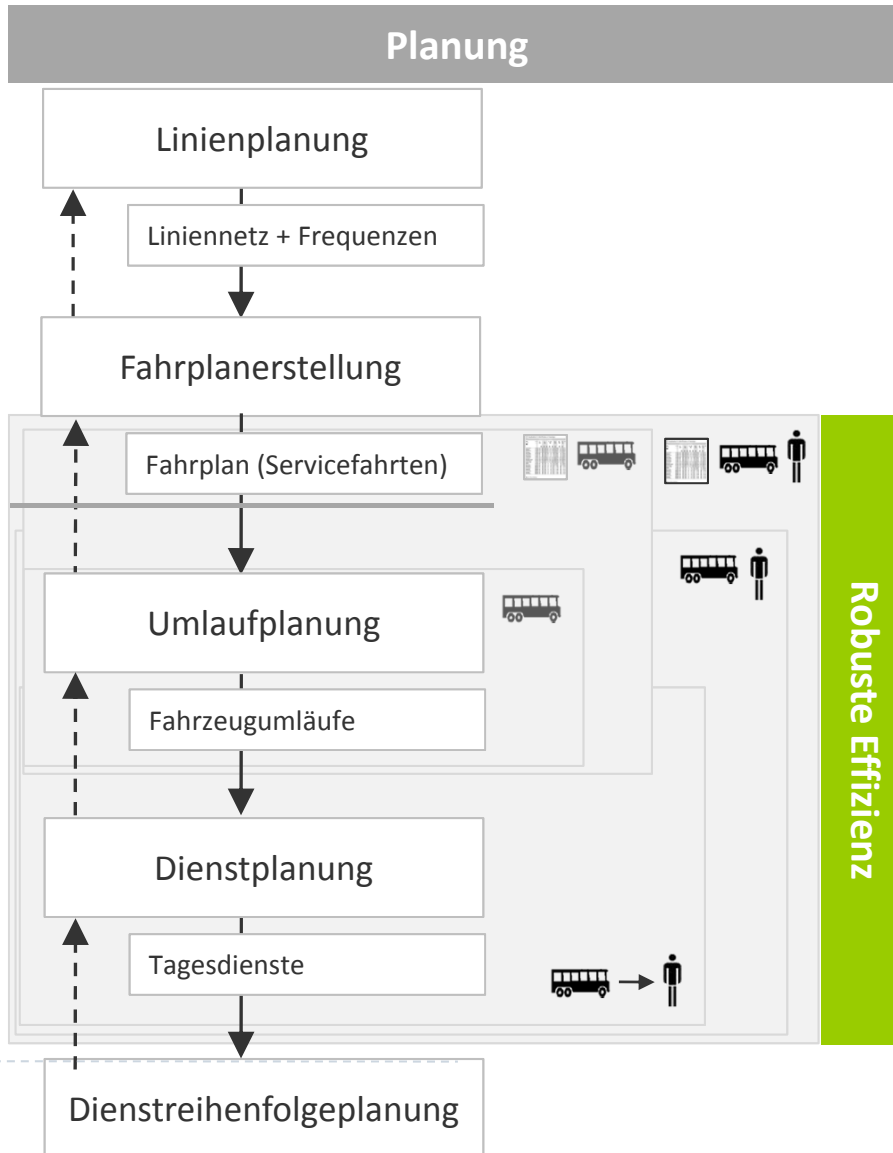 Planung
Linienplanung
Liniennetz + Frequenzen
Fahrplanerstellung
Fahrplan (Servicefahrten)
Umlaufplanung
Fahrzeugumläufe
Dienstplanung
Tagesdienste
Dienstreihenfolgeplanung
Robuste Effizienz